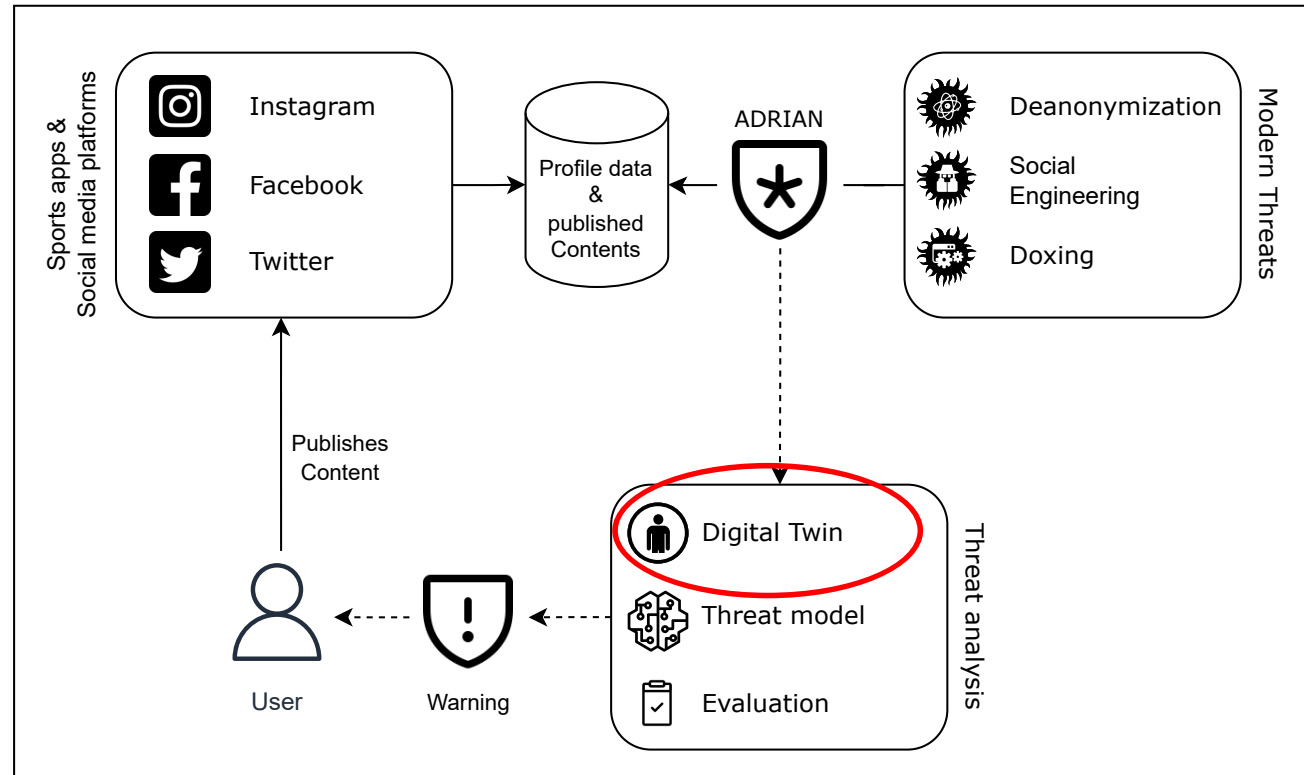 Sports apps &
Social media platforms
Instagram
Facebook
Twitter
Profile data
&
published
Contents
ADRIAN
Deanonymization
Social
Engineering
Doxing
Modern Threats
Publishes
Content
Digital Twin
Threat model
Evaluation
Threat analysis
User
Warning